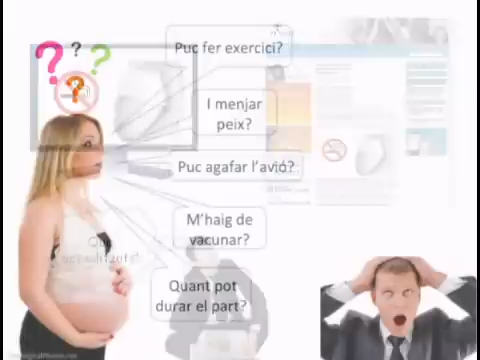 Puc fer exercici?
I menjar
peix?
Puc agafar l'avió?
M'haig de
vacunar?
Quant pot
durar el part?